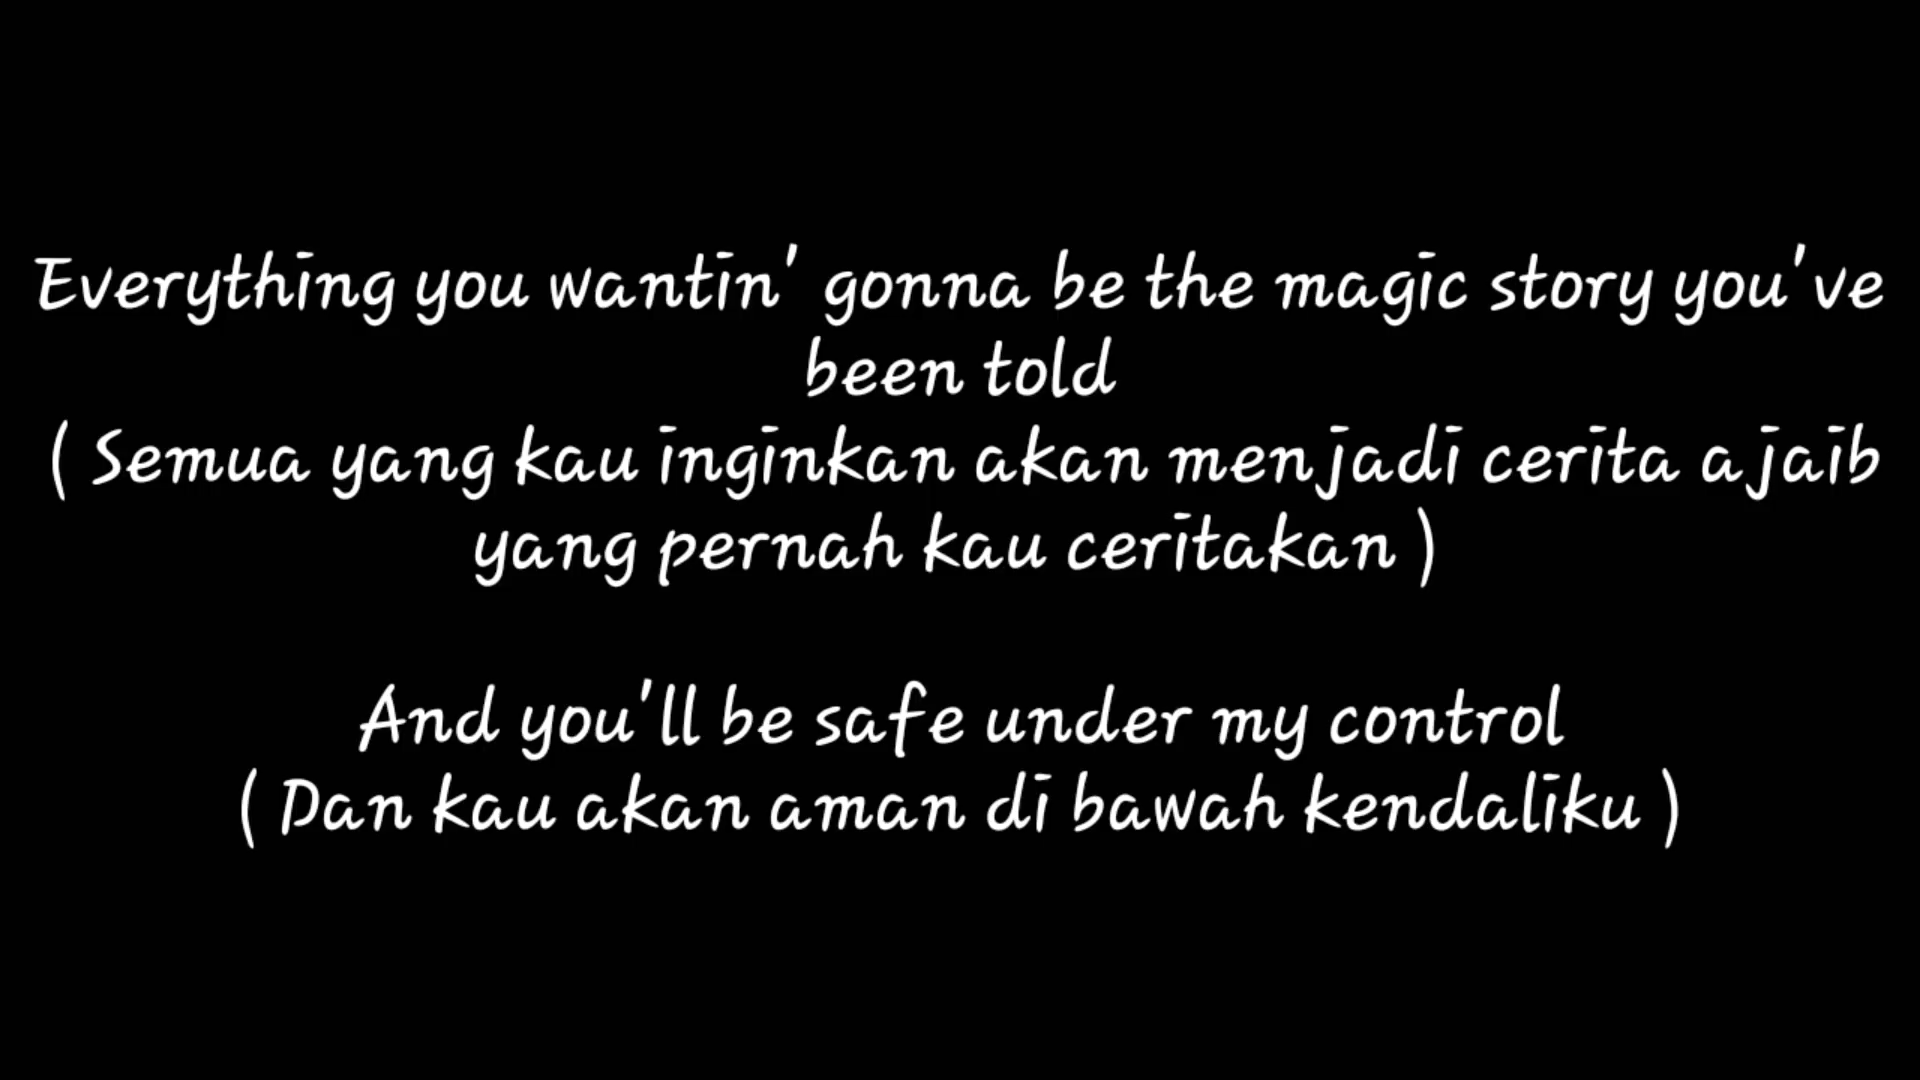 Everything you wantin' gonna be the magic story you've
been told
( Semua yang kau inginkan akan menjadi cerita ajaib
yang pernah kau ceritakan )
And you'll be safe under my control
( Dan kau akan aman di bawah kendaliku )